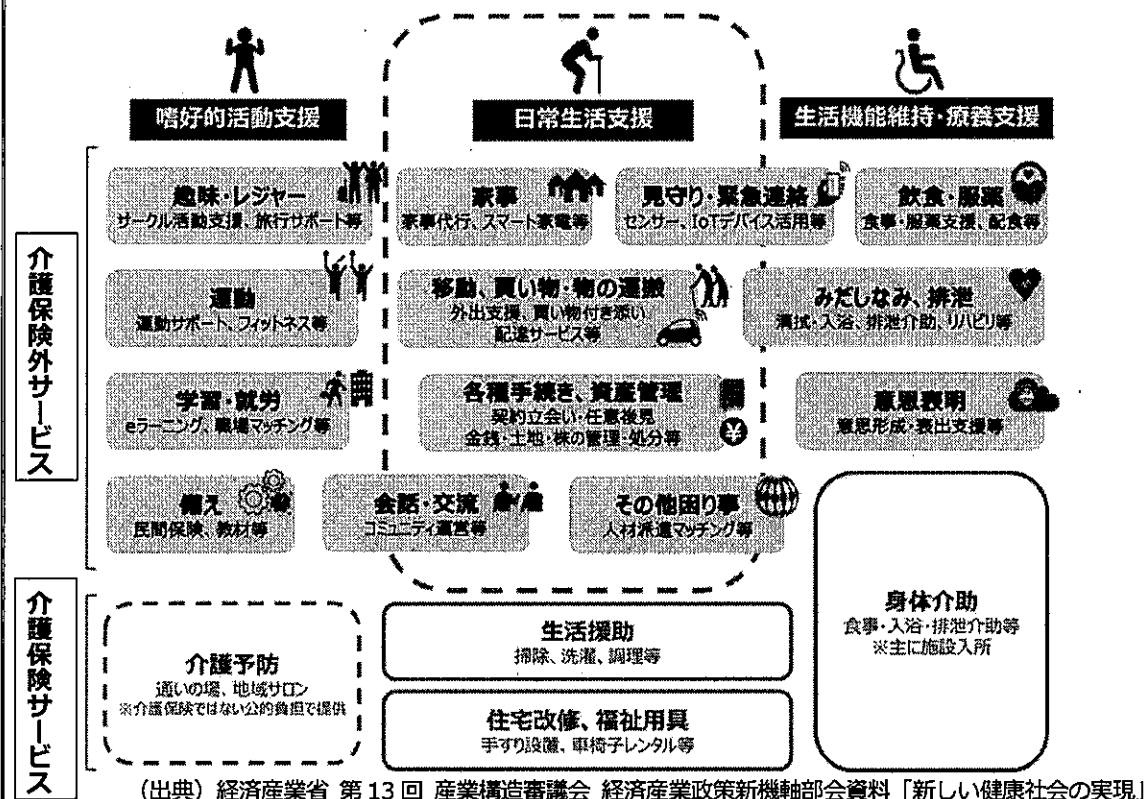 嗜好的活動支援
日常生活支援
生活機能維持・療養支援
介護保険外サービス
趣味・レジャー
サークル活動支援、旅行サポート等
家事
家事代行、スマート家電等
見守り・緊急連絡
センサー、IoTデバイス活用等
飲食・服薬
食事・服薬支援、配食等
運動
運動サポート、フィットネス等
移動、買い物・物の運搬
外出支援、買い物付き添い
配達サービス等
みだしなみ、排泄
清拭・入浴、排泄介助、リハビリ等
学習・就労
eラーニング、職場マッチング等
各種手続き、資産管理
契約立会い・任意後見
金銭・土地・株の管理・処分等
意思表明
意思形成・表出支援等
備え
民間保険、教材等
会話・交流
コミュニティ運営等
その他困り事
人材派遣マッチング等
介護保険サービス
介護予防
通いの場、地域サロン
※介護保険ではない公的負担で提供
生活援助
掃除、洗濯、調理等
住宅改修、福祉用具
手すり設置、車椅子レンタル等
身体介助
食事・入浴・排泄介助等
※主に施設入所
（出典）経済産業省 第13回 産業構造審議会 経済産業政策新機軸部会資料「新しい健康社会の実現」